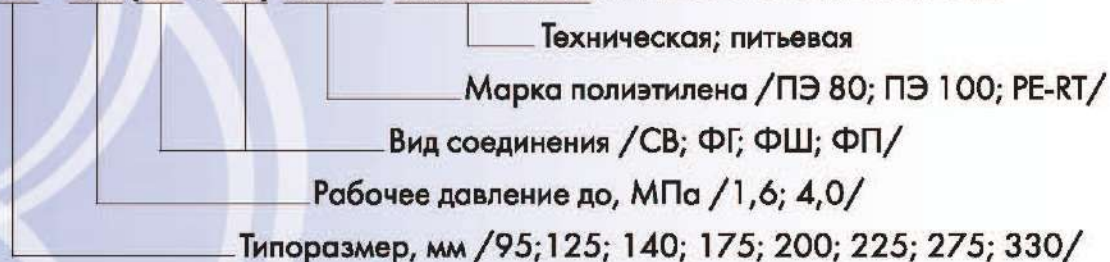 Техническая; питьевая
Марка полиэтилена /ПЭ 80; ПЭ 100; PE-RT/
Вид соединения /СВ; ФГ; ФШ; ФП/
Рабочее давление до, МПа /1,6; 4,0/
Типоразмер, мм /95;125; 140; 175; 200; 225; 275; 330/